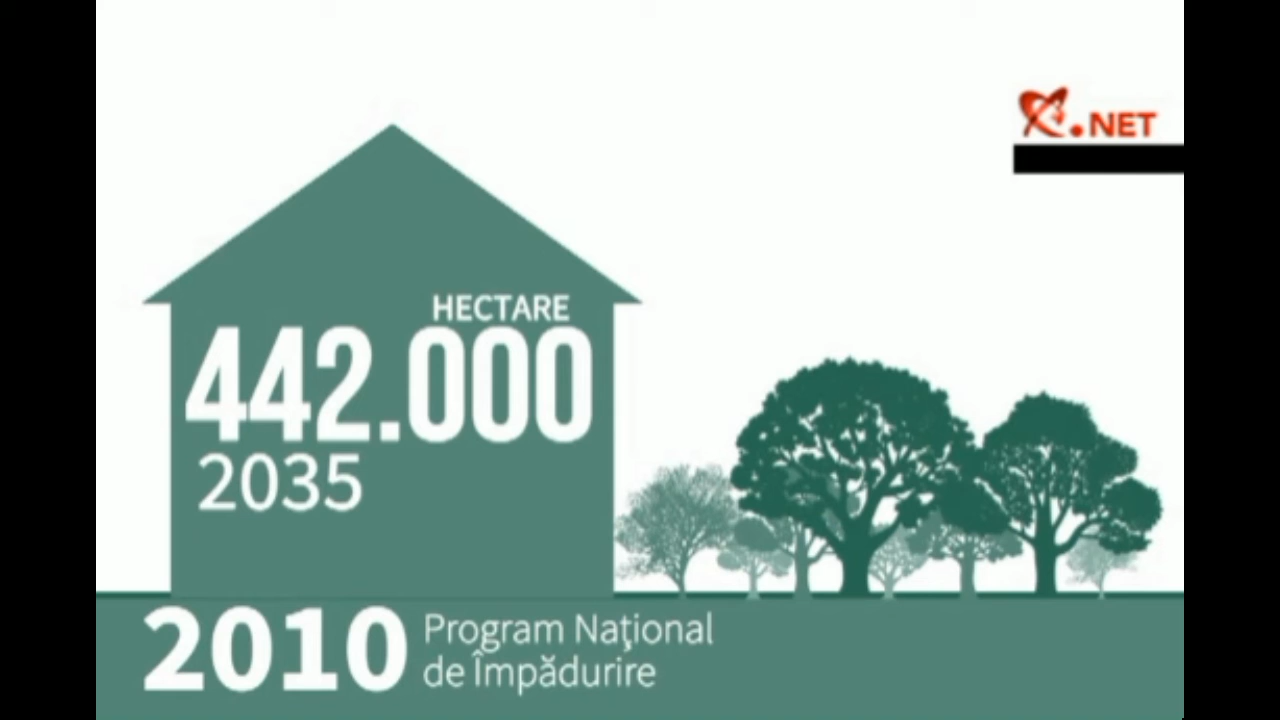 .NET
HECTARE
442.000
2035
2010
Program Naţional
de Împădurire